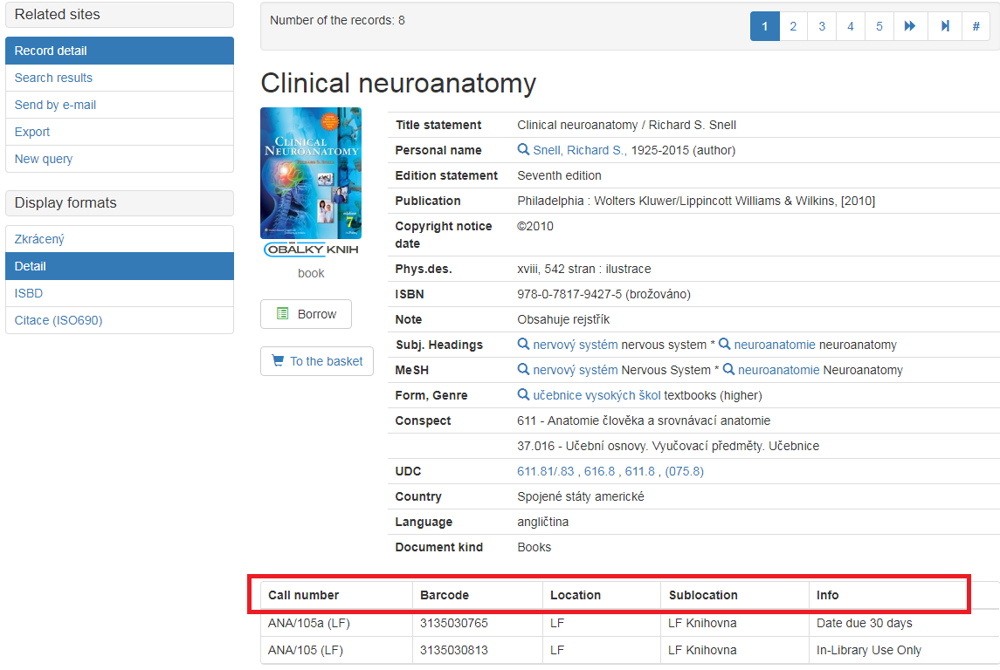 Related sites
Record detail
Search results
Send by e-mail
Export
New query
Display formats
Zkrácený
Detail
ISBD
Citace (ISO690)
Number of the records: 8
1 2 3 4 5 #
Clinical neuroanatomy
CLINICAL
NEUROANATOMY
7
OBÁLKY KNIH
book
Borrow
To the basket
Title statement Clinical neuroanatomy / Richard S. Snell
Personal name Snell, Richard S., 1925-2015 (author)
Edition statement Seventh edition
Publication Philadelphia : Wolters Kluwer/Lippincott Williams & Wilkins, [2010]
Copyright notice date ©2010
Phys.des. xviii, 542 stran : ilustrace
ISBN 978-0-7817-9427-5 (brožováno)
Note Obsahuje rejstřík
Subj. Headings nervový systém nervous system * neuroanatomie neuroanatomy
MeSH nervový systém Nervous System * neuroanatomie Neuroanatomy
Form, Genre učebnice vysokých škol textbooks (higher)
Conspect 611 - Anatomie člověka a srovnávací anatomie
37.016 - Učební osnovy. Vyučovací předměty. Učebnice
UDC 611.81/.83 , 616.8 , 611.8 , (075.8)
Country Spojené státy americké
Language angličtina
Document kind Books
Call number Barcode Location Sublocation Info
ANA/105a (LF) 3135030765 LF LF Knihovna Date due 30 days
ANA/105 (LF) 3135030813 LF LF Knihovna In-Library Use Only